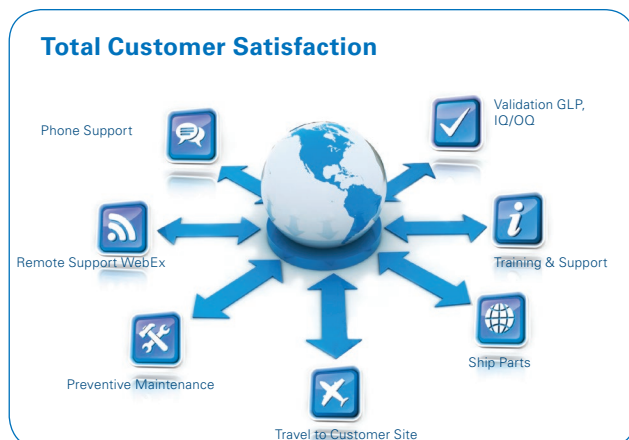 Total Customer Satisfaction
Phone Support
Validation GLP,
IQ/OQ
Remote Support WebEx
Training & Support
Preventive Maintenance
Ship Parts
Travel to Customer Site